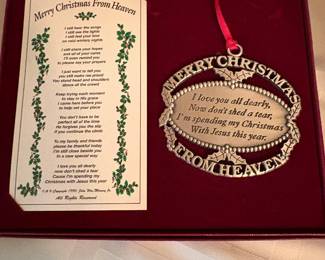 Merry Christmas From Heaven
I still hear the songs
I still see the lights
I still feel your love
on cold wintery nights
I still share your hopes
and all of your cares
I'll even remind you
to please say your prayers
I just want to tell you
you still make me proud
You stand head and shoulders
above all the crowd
Keep trying each moment
to stay in His grace
I came here before you
to help set your place
You don't have to be
perfect all of the time
He forgives you the slip
If you continue the climb
To my family and friends
please be thankful today
I'm still close beside you
In a new special way
I love you all dearly
now don't shed a tear
Cause I'm spending my
Christmas with Jesus this year
Copyright 1990, John Wm. Mooney, Jr.
All Rights Reserved
MERRY CHRISTMAS
I love you all dearly,
Now don't shed a tear,
I'm spending my Christmas
With Jesus this year.
FROM HEAVEN